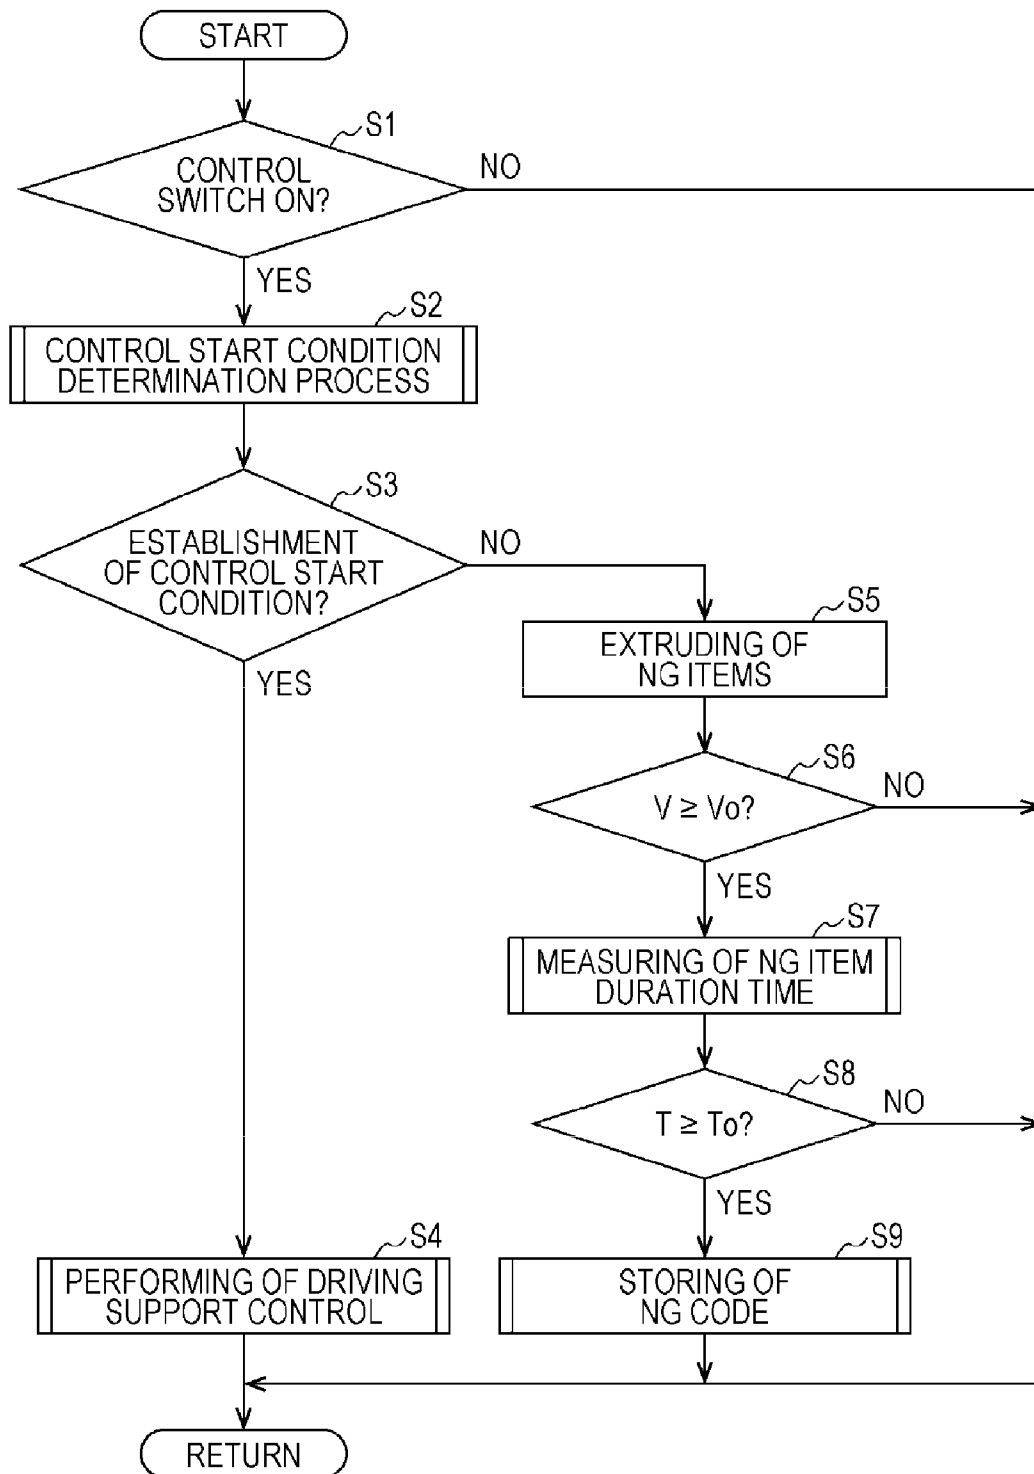 START
S1
CONTROL
SWITCH ON?
NO
YES
S2
CONTROL START CONDITION
DETERMINATION PROCESS
S3
ESTABLISHMENT
OF CONTROL START
CONDITION?
NO
YES
S5
EXTRUDING OF
NG ITEMS
S6
V ≥ Vo?
NO
YES
S7
MEASURING OF NG ITEM
DURATION TIME
S8
T ≥ To?
NO
YES
S4
PERFORMING OF DRIVING
SUPPORT CONTROL
S9
STORING OF
NG CODE
RETURN